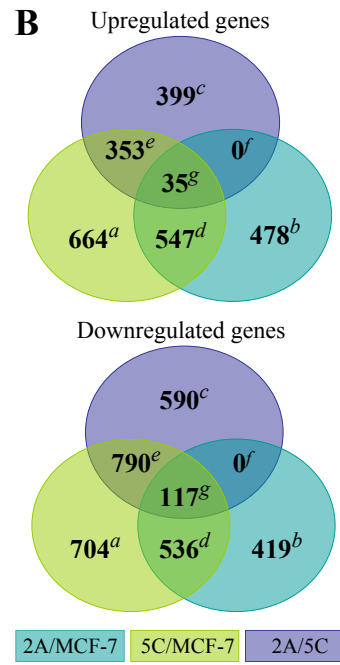 B
Upregulated genes
399c
353e 0f
35g
664a 547d 478b
Downregulated genes
590c
790e 0f
117g
704a 536d 419b
2A/MCF-7 5C/MCF-7 2A/5C